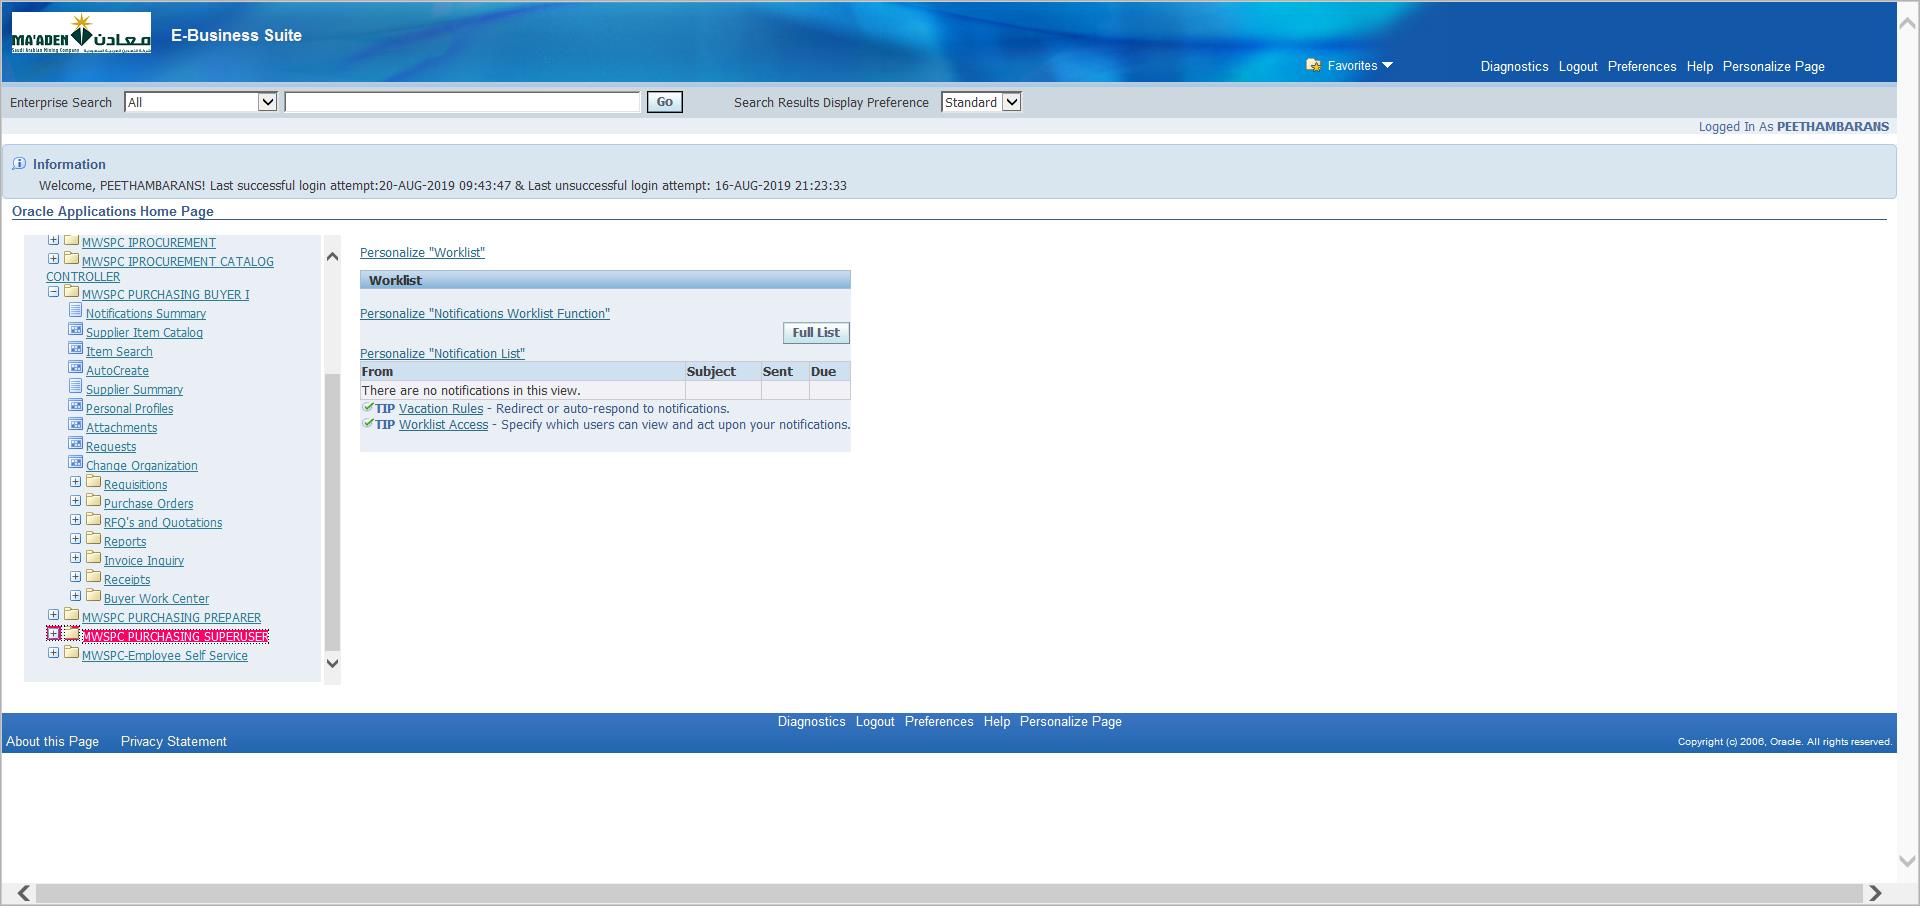 MA'ADEN معادن
Saudi Arabian Mining Company
E-Business Suite
Favorites
Diagnostics Logout Preferences Help Personalize Page
Enterprise Search All Go Search Results Display Preference Standard
Logged In As PEETHAMBARANS
Information
Welcome, PEETHAMBARANS! Last successful login attempt:20-AUG-2019 09:43:47 & Last unsuccessful login attempt: 16-AUG-2019 21:23:33
Oracle Applications Home Page
MWSPC IPROCUREMENT
MWSPC IPROCUREMENT CATALOG
CONTROLLER
MWSPC PURCHASING BUYER I
Notifications Summary
Supplier Item Catalog
Item Search
AutoCreate
Supplier Summary
Personal Profiles
Attachments
Requests
Change Organization
Requisitions
Purchase Orders
RFQ's and Quotations
Reports
Invoice Inquiry
Receipts
Buyer Work Center
MWSPC PURCHASING PREPARER
MWSPC PURCHASING SUPERUSER
MWSPC-Employee Self Service
Personalize "Worklist"
Worklist
Personalize "Notifications Worklist Function"
Full List
Personalize "Notification List"
From Subject Sent Due
There are no notifications in this view.
TIP Vacation Rules - Redirect or auto-respond to notifications.
TIP Worklist Access - Specify which users can view and act upon your notifications.
Diagnostics Logout Preferences Help Personalize Page
About this Page Privacy Statement
Copyright (c) 2006, Oracle. All rights reserved.